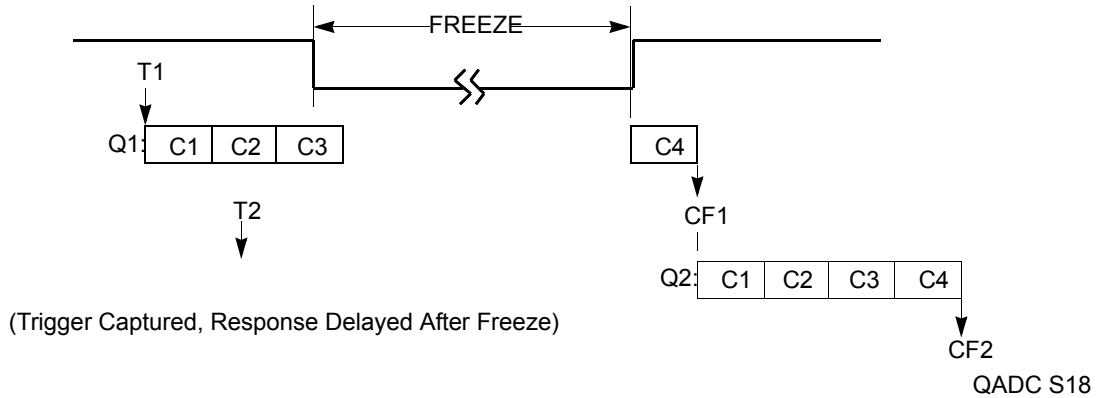 FREEZE
T1
Q1: C1 C2 C3 C4
T2
CF1
Q2: C1 C2 C3 C4
(Trigger Captured, Response Delayed After Freeze)
CF2
QADC S18